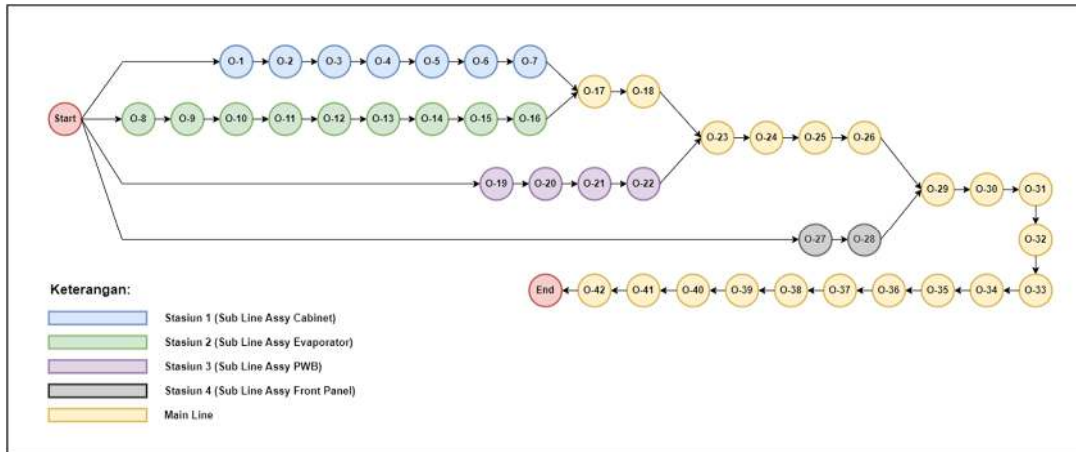 O-1 O-2 O-3 O-4 O-5 O-6 O-7
O-17 O-18
Start O-8 O-9 O-10 O-11 O-12 O-13 O-14 O-15 O-16
O-23 O-24 O-25 O-26
O-19 O-20 O-21 O-22
O-29 O-30 O-31
O-27 O-28
O-32
End O-42 O-41 O-40 O-39 O-38 O-37 O-36 O-35 O-34 O-33
Keterangan:
Stasiun 1 (Sub Line Assy Cabinet)
Stasiun 2 (Sub Line Assy Evaporator)
Stasiun 3 (Sub Line Assy PWB)
Stasiun 4 (Sub Line Assy Front Panel)
Main Line